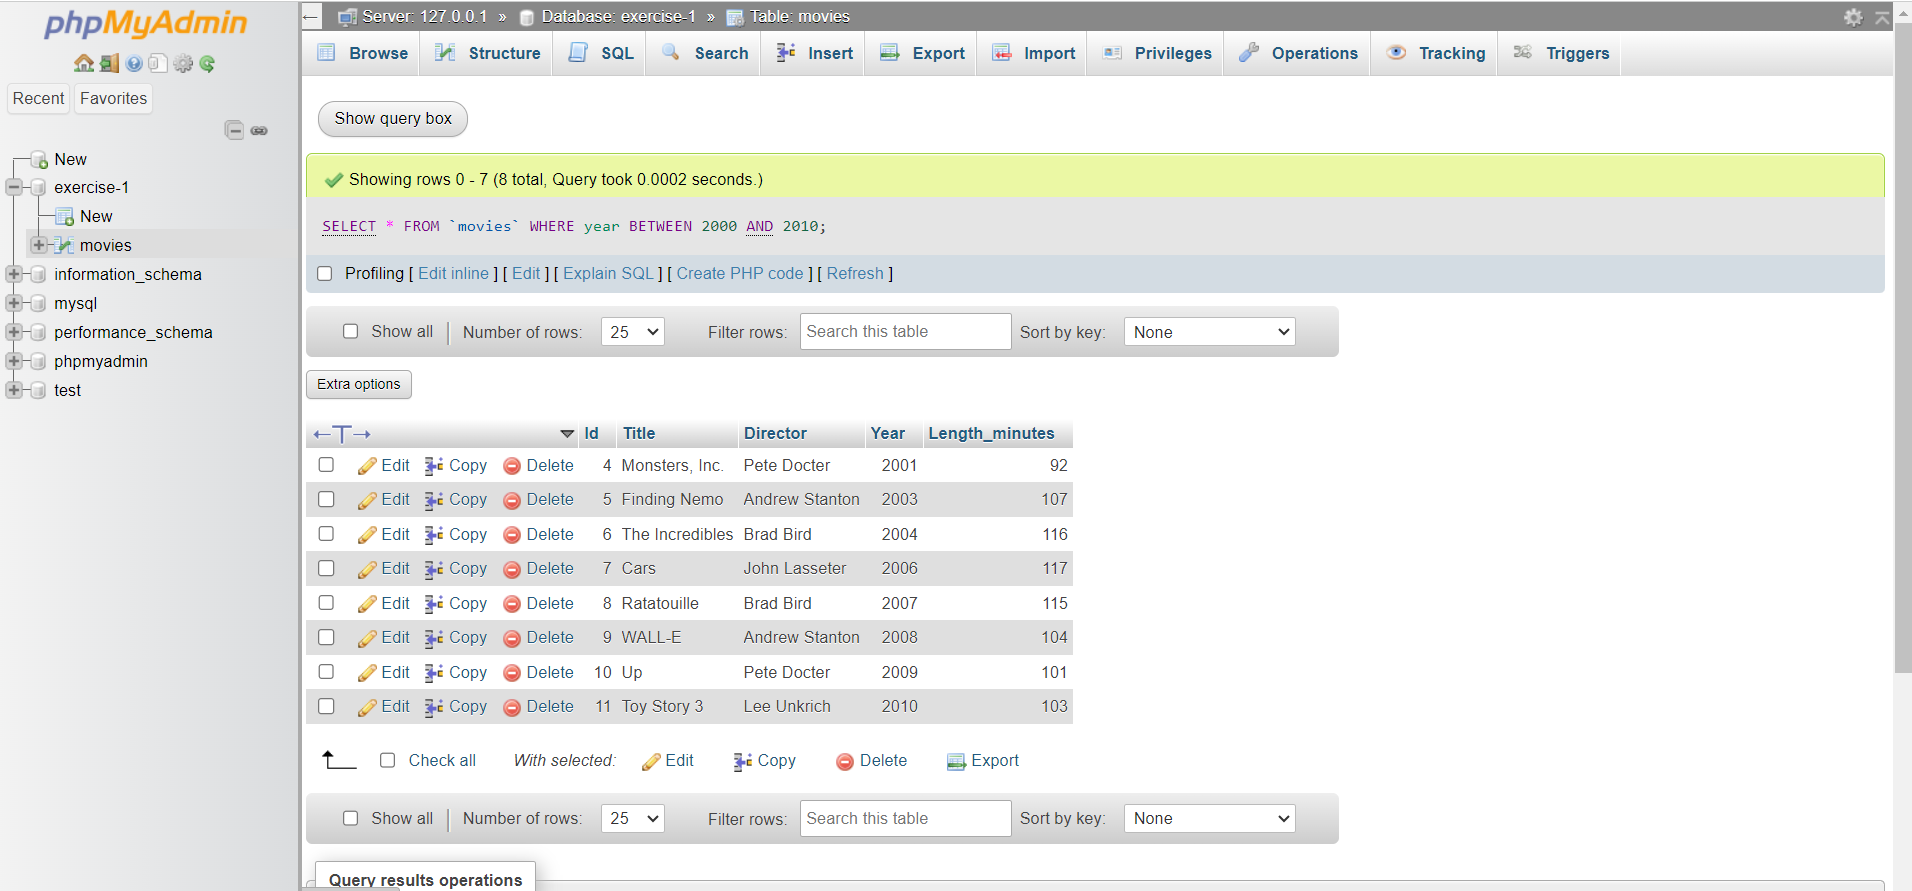 phpMyAdmin
Recent Favorites
New
exercise-1
New
movies
information_schema
mysql
performance_schema
phpmyadmin
test
Server: 127.0.0.1 » Database: exercise-1 » Table: movies
Browse Structure SQL Search Insert Export Import Privileges Operations Tracking Triggers
Show query box
Showing rows 0 - 7 (8 total, Query took 0.0002 seconds.)
SELECT * FROM `movies` WHERE year BETWEEN 2000 AND 2010;
Profiling [ Edit inline ] [ Edit ] [ Explain SQL ] [ Create PHP code ] [ Refresh ]
Show all Number of rows: 25 Filter rows: Search this table Sort by key: None
Extra options
Id Title Director Year Length_minutes
Edit Copy Delete 4 Monsters, Inc. Pete Docter 2001 92
Edit Copy Delete 5 Finding Nemo Andrew Stanton 2003 107
Edit Copy Delete 6 The Incredibles Brad Bird 2004 116
Edit Copy Delete 7 Cars John Lasseter 2006 117
Edit Copy Delete 8 Ratatouille Brad Bird 2007 115
Edit Copy Delete 9 WALL-E Andrew Stanton 2008 104
Edit Copy Delete 10 Up Pete Docter 2009 101
Edit Copy Delete 11 Toy Story 3 Lee Unkrich 2010 103
Check all With selected: Edit Copy Delete Export
Show all Number of rows: 25 Filter rows: Search this table Sort by key: None
Query results operations